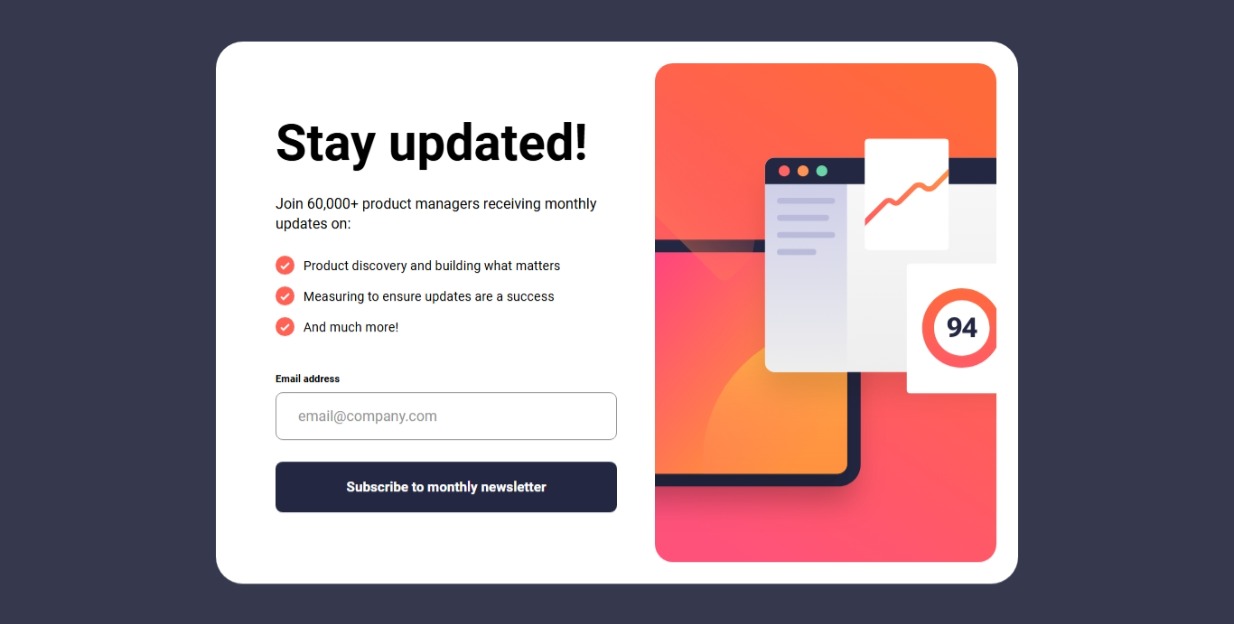 Stay updated!
Join 60,000+ product managers receiving monthly
updates on:
Product discovery and building what matters
Measuring to ensure updates are a success
And much more!
Email address
email@company.com
Subscribe to monthly newsletter
94